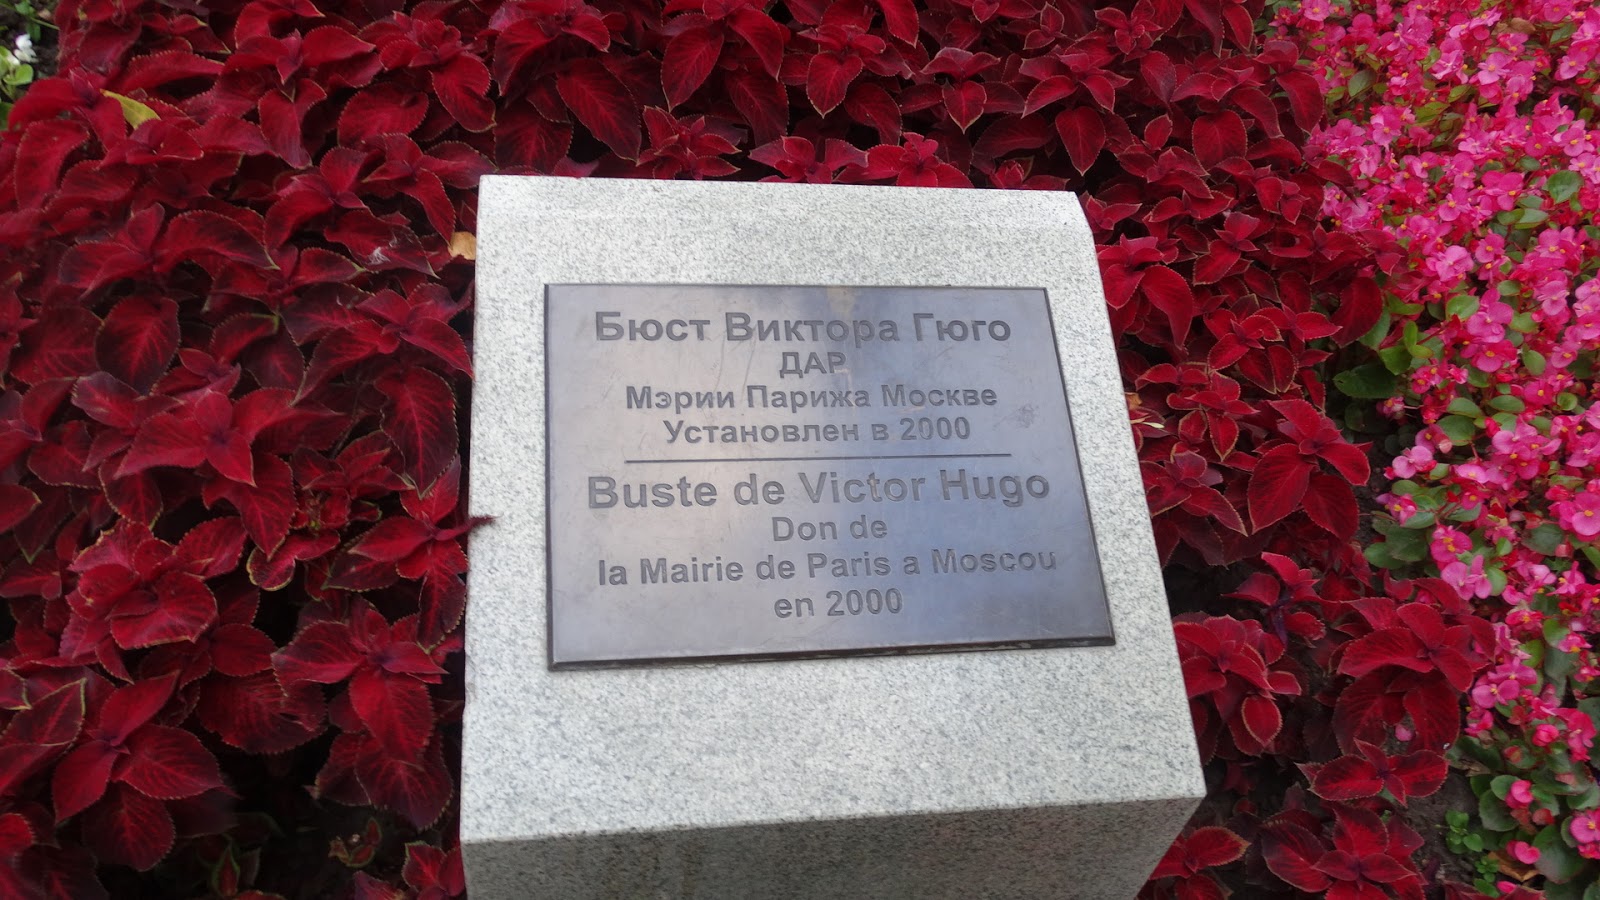 Бюст Виктора Гюго
ДАР
Мэрии Парижа Москве
Установлен в 2000
Buste de Victor Hugo
Don de
la Mairie de Paris a Moscou
en 2000